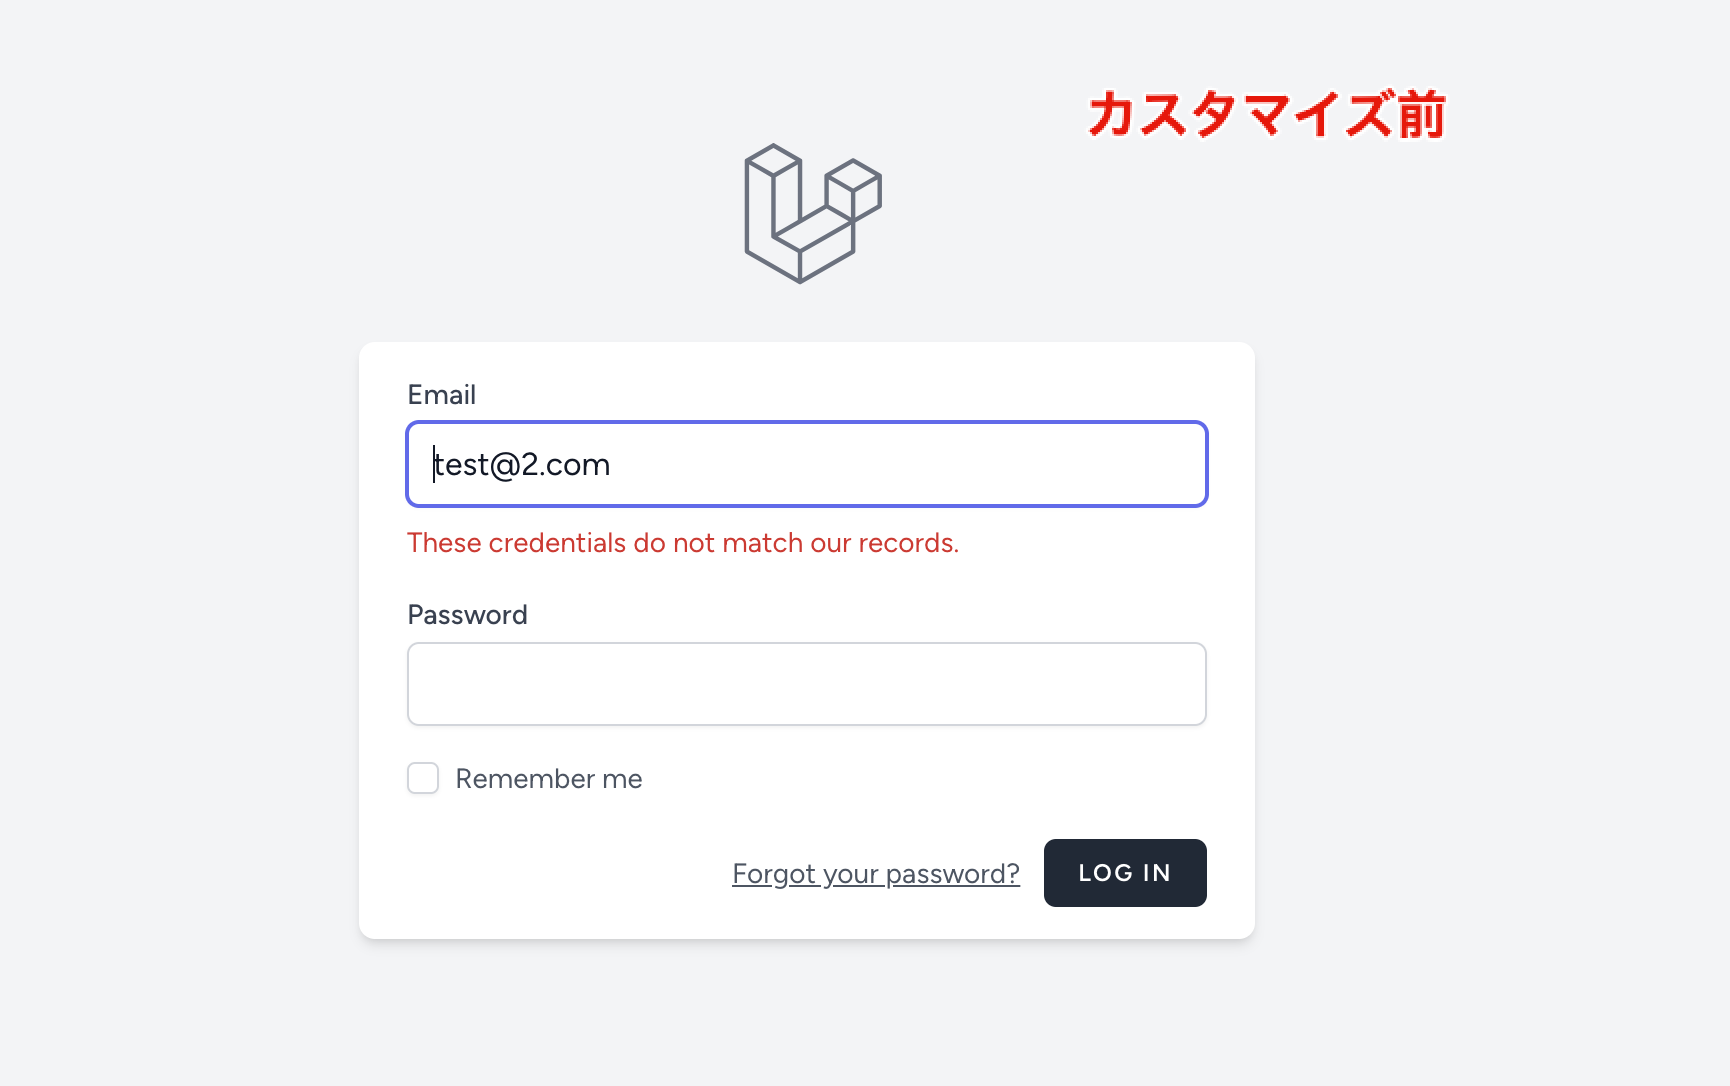 カスタマイズ前
Email
test@2.com
These credentials do not match our records.
Password
Remember me
Forgot your password?
LOG IN